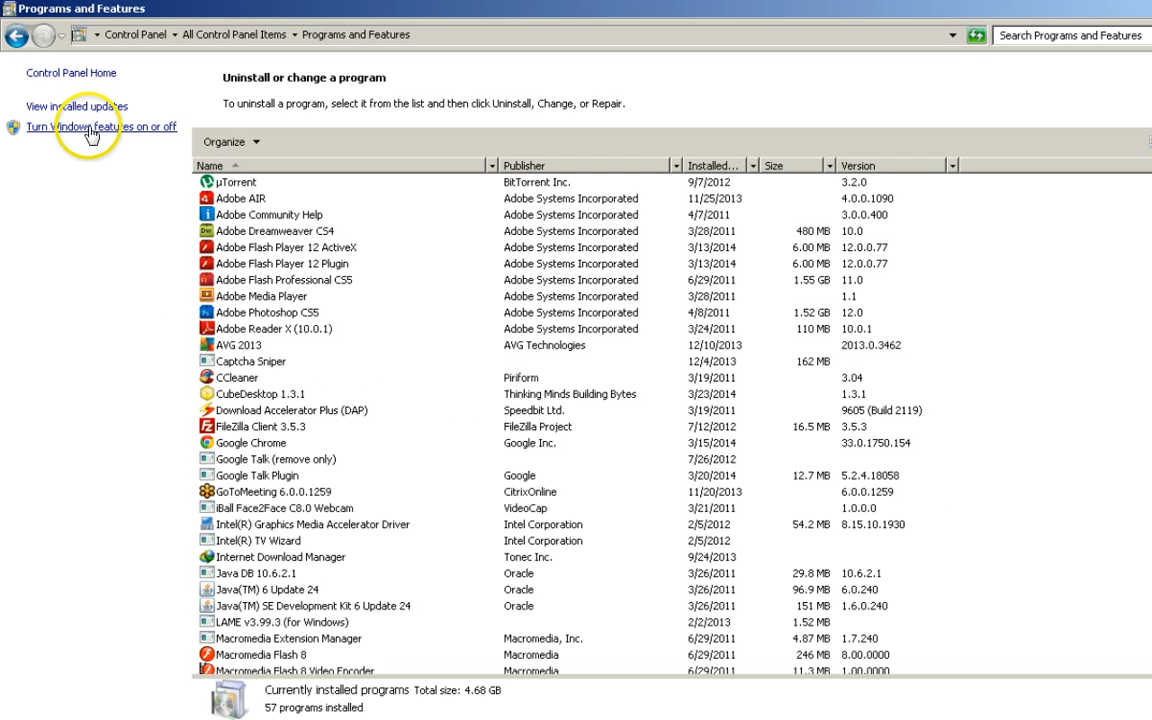 Programs and Features
Control Panel All Control Panel Items Programs and Features Search Programs and Features
Control Panel Home
View installed updates
Turn Windows features on or off
Uninstall or change a program
To uninstall a program, select it from the list and then click Uninstall, Change, or Repair.
Organize
Name Publisher Installed... Size Version
µTorrent BitTorrent Inc. 9/7/2012 3.2.0
Adobe AIR Adobe Systems Incorporated 11/25/2013 4.0.0.1090
Adobe Community Help Adobe Systems Incorporated 4/7/2011 3.0.0.400
Adobe Dreamweaver CS4 Adobe Systems Incorporated 3/28/2011 480 MB 10.0
Adobe Flash Player 12 ActiveX Adobe Systems Incorporated 3/13/2014 6.00 MB 12.0.0.77
Adobe Flash Player 12 Plugin Adobe Systems Incorporated 3/13/2014 6.00 MB 12.0.0.77
Adobe Flash Professional CS5 Adobe Systems Incorporated 6/29/2011 1.55 GB 11.0
Adobe Media Player Adobe Systems Incorporated 3/28/2011 1.1
Adobe Photoshop CS5 Adobe Systems Incorporated 4/8/2011 1.52 GB 12.0
Adobe Reader X (10.0.1) Adobe Systems Incorporated 3/24/2011 110 MB 10.0.1
AVG 2013 AVG Technologies 12/10/2013 2013.0.3462
Captcha Sniper 12/4/2013 162 MB
CCleaner Piriform 3/19/2011 3.04
CubeDesktop 1.3.1 Thinking Minds Building Bytes 3/23/2014 1.3.1
Download Accelerator Plus (DAP) Speedbit Ltd. 3/19/2011 9605 (Build 2119)
FileZilla Client 3.5.3 FileZilla Project 7/12/2012 16.5 MB 3.5.3
Google Chrome Google Inc. 3/15/2014 33.0.1750.154
Google Talk (remove only) 7/26/2012
Google Talk Plugin Google 3/20/2014 12.7 MB 5.2.4.18058
GoToMeeting 6.0.0.1259 CitrixOnline 11/20/2013 6.0.0.1259
iBall Face2Face C8.0 Webcam VideoCap 3/21/2011 1.0.0.0
Intel(R) Graphics Media Accelerator Driver Intel Corporation 2/5/2012 54.2 MB 8.15.10.1930
Intel(R) TV Wizard Intel Corporation 2/5/2012
Internet Download Manager Tonec Inc. 9/24/2013
Java DB 10.6.2.1 Oracle 3/26/2011 29.8 MB 10.6.2.1
Java(TM) 6 Update 24 Oracle 3/26/2011 96.9 MB 6.0.240
Java(TM) SE Development Kit 6 Update 24 Oracle 3/26/2011 151 MB 1.6.0.240
LAME v3.99.3 (for Windows) 2/2/2013 1.52 MB
Macromedia Extension Manager Macromedia, Inc. 6/29/2011 4.87 MB 1.7.240
Macromedia Flash 8 Macromedia 6/29/2011 246 MB 8.00.0000
Macromedia Flash 8 Video Encoder Macromedia 6/29/2011 11.3 MB 1.00.0000
Currently installed programs Total size: 4.68 GB
57 programs installed